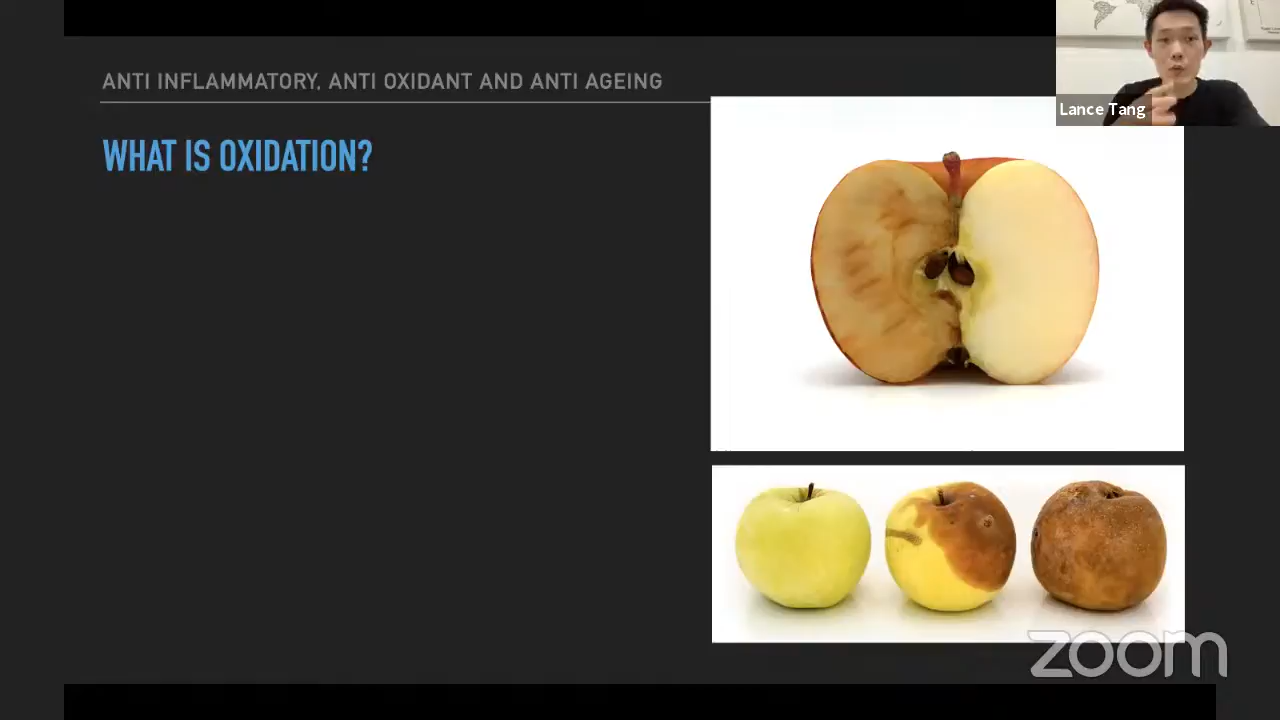 ANTI INFLAMMATORY, ANTI OXIDANT AND ANTI AGEING
WHAT IS OXIDATION?
Lance Tang
zoom